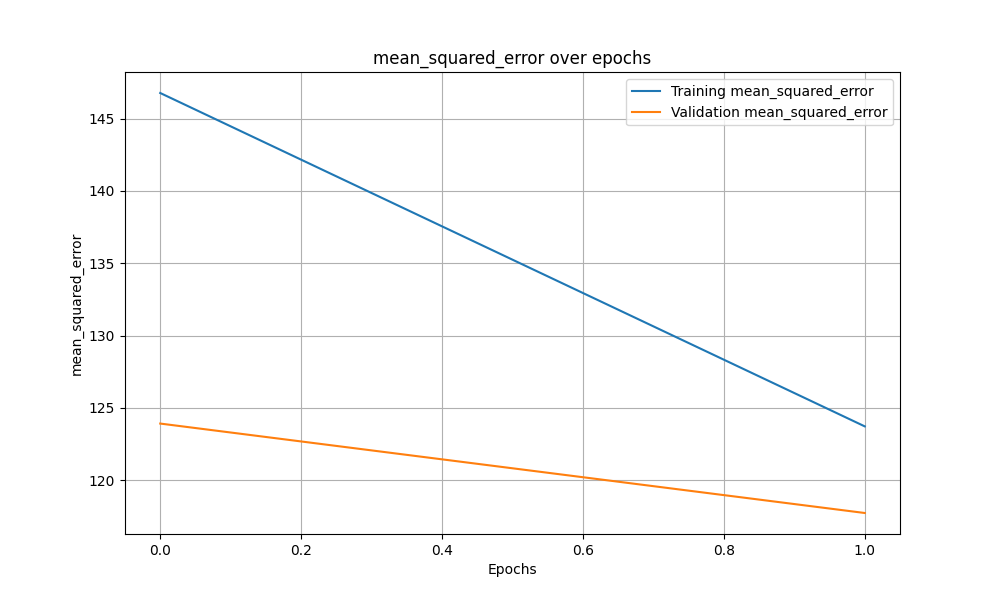 mean_squared_error over epochs
Training mean_squared_error
Validation mean_squared_error
mean_squared_error
145
140
135
130
125
120
0.0 0.2 0.4 0.6 0.8 1.0
Epochs